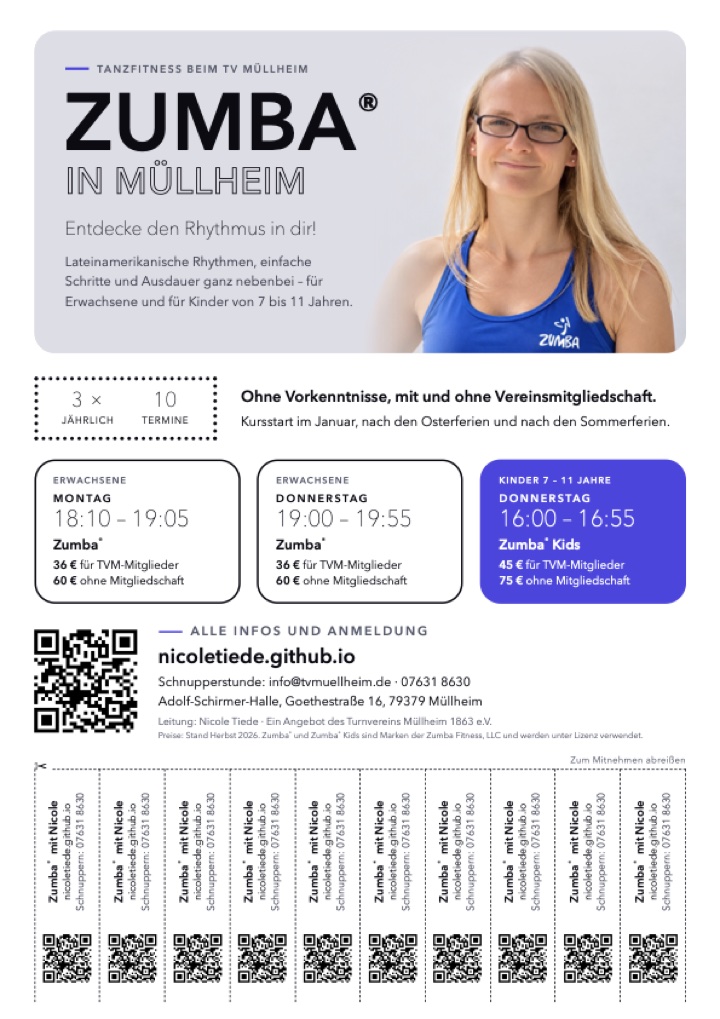 TANZFITNESS BEIM TV MÜLLHEIM
ZUMBA®
IN MÜLLHEIM
Entdecke den Rhythmus in dir!
Lateinamerikanische Rhythmen, einfache
Schritte und Ausdauer ganz nebenbei – für
Erwachsene und für Kinder von 7 bis 11 Jahren.
ZUMBA
3 × JÄHRLICH
10 TERMINE
Ohne Vorkenntnisse, mit und ohne Vereinsmitgliedschaft.
Kursstart im Januar, nach den Osterferien und nach den Sommerferien.
ERWACHSENE
MONTAG
18:10 – 19:05
Zumba®
36 € für TVM-Mitglieder
60 € ohne Mitgliedschaft
ERWACHSENE
DONNERSTAG
19:00 – 19:55
Zumba®
36 € für TVM-Mitglieder
60 € ohne Mitgliedschaft
KINDER 7 – 11 JAHRE
DONNERSTAG
16:00 – 16:55
Zumba® Kids
45 € für TVM-Mitglieder
75 € ohne Mitgliedschaft
ALLE INFOS UND ANMELDUNG
nicoletiede.github.io
Schnupperstunde: info@tvmuellheim.de · 07631 8630
Adolf-Schirmer-Halle, Goethestraße 16, 79379 Müllheim
Leitung: Nicole Tiede · Ein Angebot des Turnvereins Müllheim 1863 e.V.
Preise: Stand Herbst 2026. Zumba® und Zumba® Kids sind Marken der Zumba Fitness, LLC und werden unter Lizenz verwendet.
Zum Mitnehmen abreißen
Zumba® mit Nicole
nicoletiede.github.io
Schnuppern: 07631 8630
Zumba® mit Nicole
nicoletiede.github.io
Schnuppern: 07631 8630
Zumba® mit Nicole
nicoletiede.github.io
Schnuppern: 07631 8630
Zumba® mit Nicole
nicoletiede.github.io
Schnuppern: 07631 8630
Zumba® mit Nicole
nicoletiede.github.io
Schnuppern: 07631 8630
Zumba® mit Nicole
nicoletiede.github.io
Schnuppern: 07631 8630
Zumba® mit Nicole
nicoletiede.github.io
Schnuppern: 07631 8630
Zumba® mit Nicole
nicoletiede.github.io
Schnuppern: 07631 8630
Zumba® mit Nicole
nicoletiede.github.io
Schnuppern: 07631 8630
Zumba® mit Nicole
nicoletiede.github.io
Schnuppern: 07631 8630